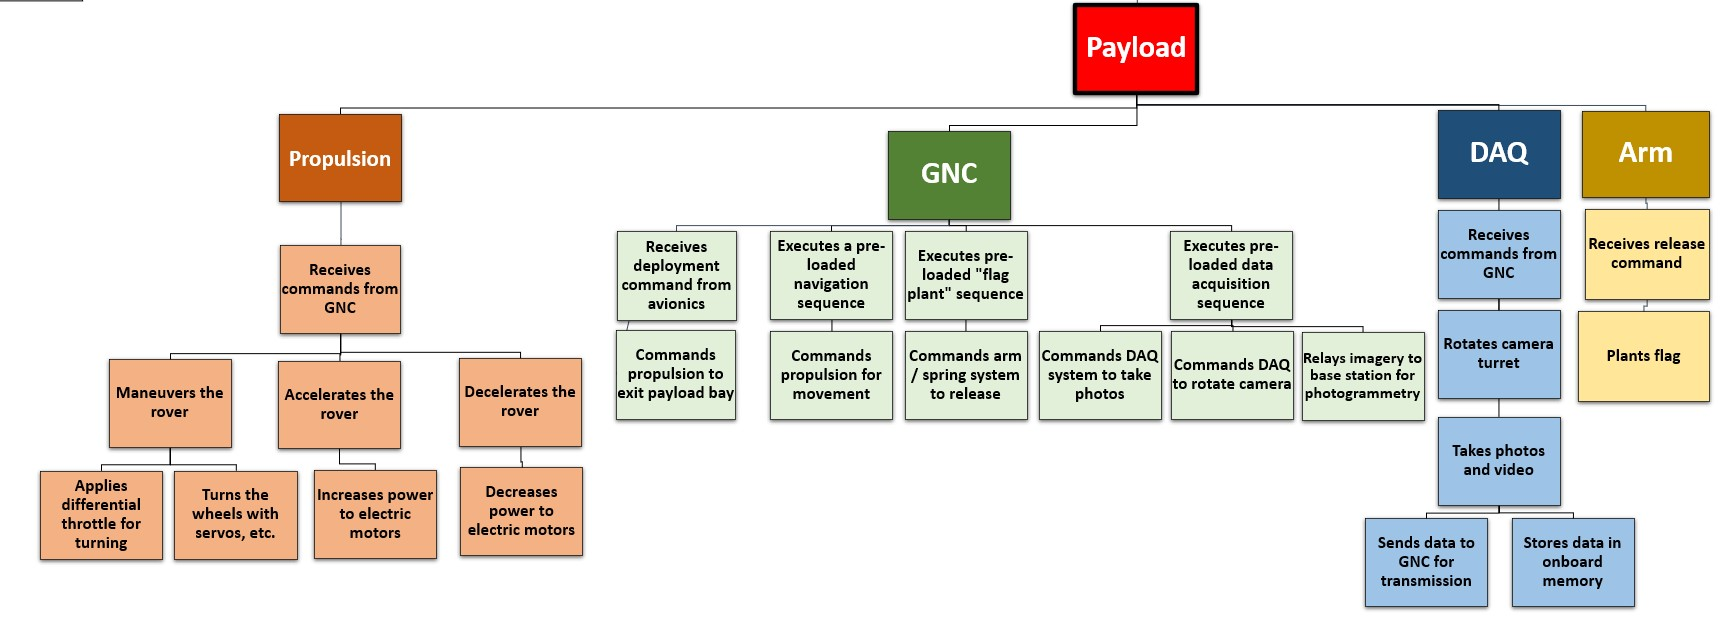 Payload
Propulsion
GNC
DAQ
Arm
Receives
commands from
GNC
Maneuvers the
rover
Accelerates the
rover
Decelerates the
rover
Applies
differential
throttle for
turning
Turns the
wheels with
servos, etc.
Increases power
to electric
motors
Decreases
power to
electric motors
Receives
deployment
command from
avionics
Executes a pre-
loaded
navigation
sequence
Executes pre-
loaded "flag
plant" sequence
Executes pre-
loaded data
acquisition
sequence
Commands
propulsion to
exit payload bay
Commands
propulsion for
movement
Commands arm
/ spring system
to release
Commands DAQ
system to take
photos
Commands DAQ
to rotate camera
Relays imagery to
base station for
photogrammetry
Receives
commands from
GNC
Rotates camera
turret
Takes photos
and video
Sends data to
GNC for
transmission
Stores data in
onboard
memory
Receives release
command
Plants flag